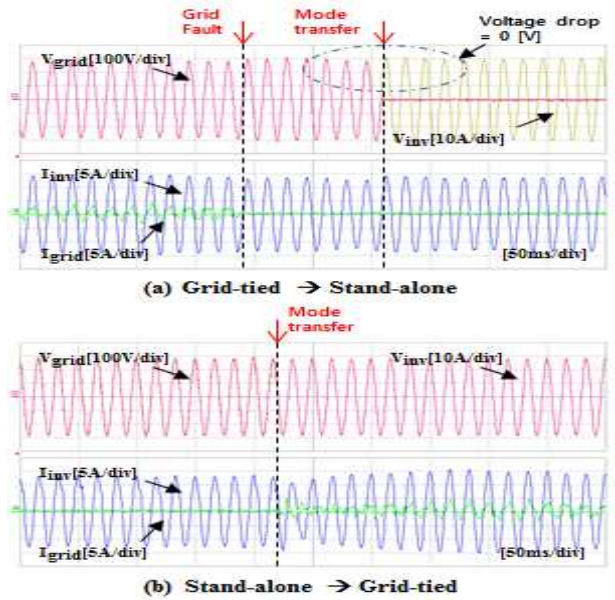 Grid
Fault
Mode
transfer
Voltage drop
= 0 [V]
Vgrid[100V/div]
Vinv[10A/div]
Iinv[5A/div]
Igrid[5A/div]
[50ms/div]
(a) Grid-tied → Stand-alone
Mode
transfer
Vgrid[100V/div]
Vinv[10A/div]
Iinv[5A/div]
Igrid[5A/div]
[50ms/div]
(b) Stand-alone → Grid-tied